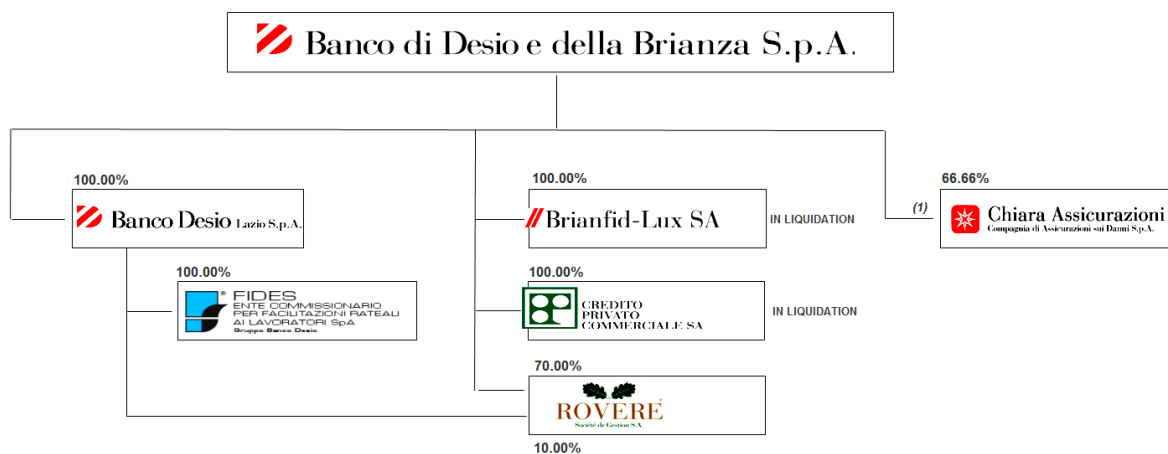 Banco di Desio e della Brianza S.p.A.
100.00%
Banco Desio Lazio S.p.A.
100.00%
Brianfid-Lux SA
IN LIQUIDATION
66.66%
(1)
Chiara Assicurazioni
Compagnia di Assicurazioni sui Danni S.p.A.
100.00%
FIDES
ENTE COMMISSIONARIO
PER FACILITAZIONI RATEALI
AI LAVORATORI SpA
Gruppo Banco Desio
100.00%
CREDITO
PRIVATO
COMMERCIALE SA
IN LIQUIDATION
70.00%
ROVERE
Société de Gestion S.A.
10.00%